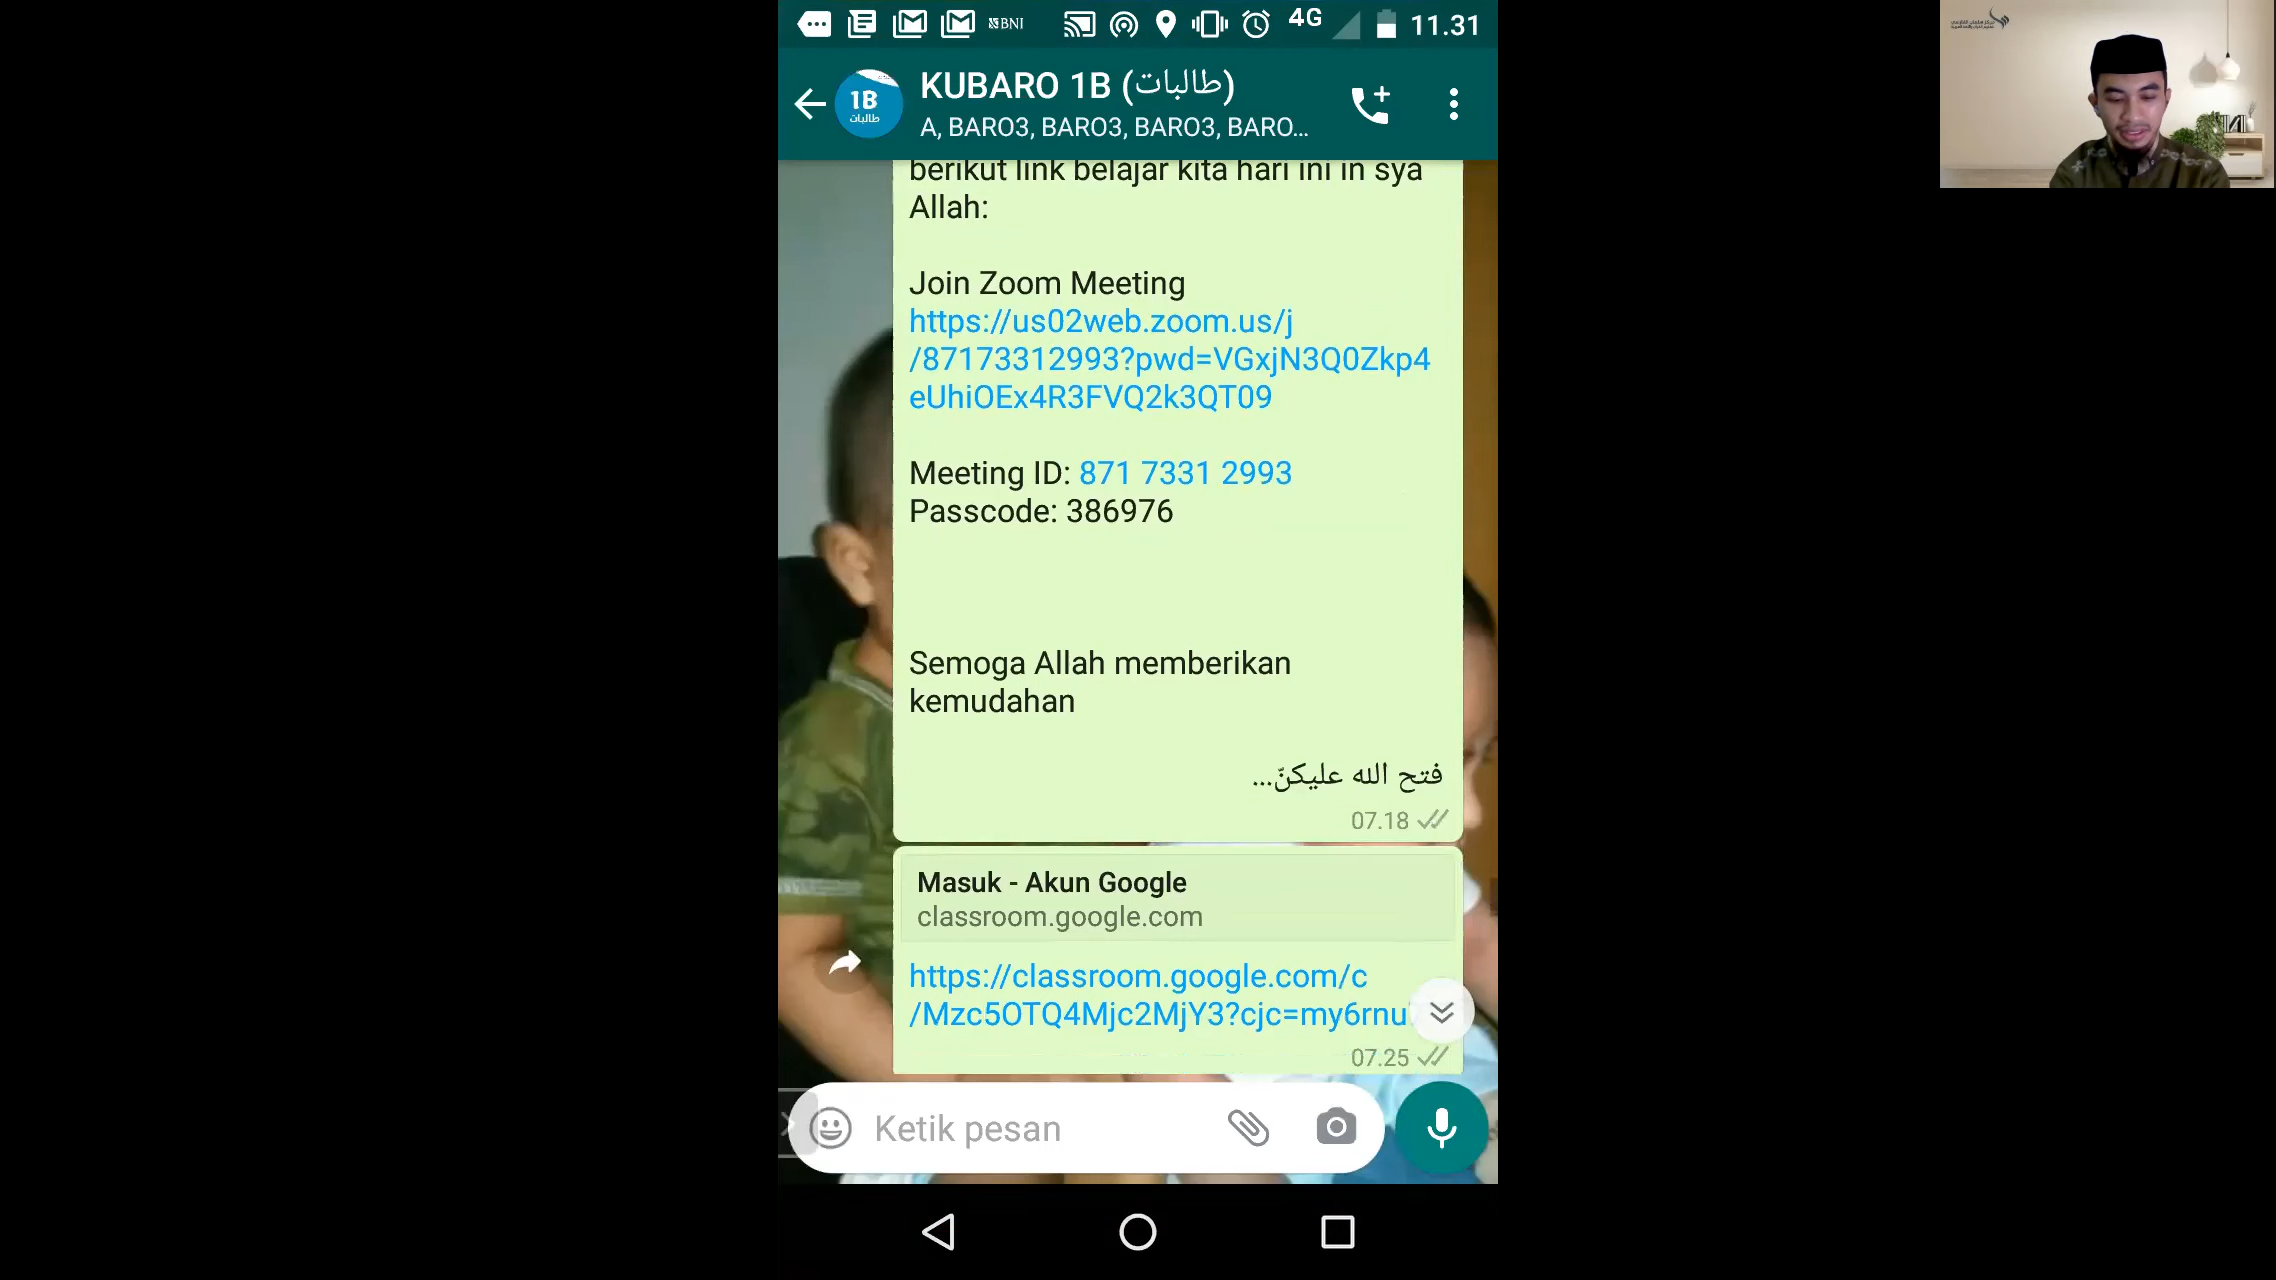 BNI
4G
11.31
1B
طالبات
KUBARO 1B (طالبات)
A, BARO3, BARO3, BARO3, BARO...
berikut link belajar kita hari ini in sya
Allah:
Join Zoom Meeting
https://us02web.zoom.us/j
/87173312993?pwd=VGxjN3Q0Zkp4
eUhiOEx4R3FVQ2k3QT09
Meeting ID: 871 7331 2993
Passcode: 386976
Semoga Allah memberikan
kemudahan
فتح الله عليكنّ...
07.18
Masuk - Akun Google
classroom.google.com
https://classroom.google.com/c
/Mzc5OTQ4Mjc2MjY3?cjc=my6rnu
07.25
Ketik pesan